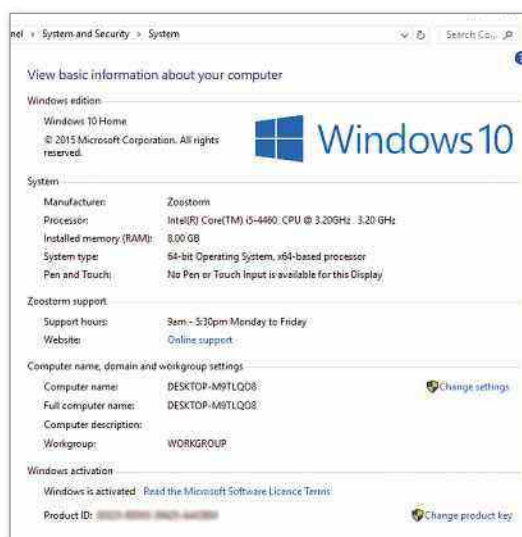 nel › System and Security › System
Search Co...
View basic information about your computer
Windows edition
Windows 10 Home
© 2015 Microsoft Corporation. All rights
reserved.
Windows 10
System
Manufacturer: Zoostorm
Processor: Intel(R) Core(TM) i5-4460 CPU @ 3.20GHz 3.20 GHz
Installed memory (RAM): 8.00 GB
System type: 64-bit Operating System, x64-based processor
Pen and Touch: No Pen or Touch Input is available for this Display
Zoostorm support
Support hours: 9am - 5:30pm Monday to Friday
Website: Online support
Computer name, domain and workgroup settings
Computer name: DESKTOP-M9TLQO8
Change settings
Full computer name: DESKTOP-M9TLQO8
Computer description:
Workgroup: WORKGROUP
Windows activation
Windows is activated Read the Microsoft Software Licence Terms
Product ID:
Change product key